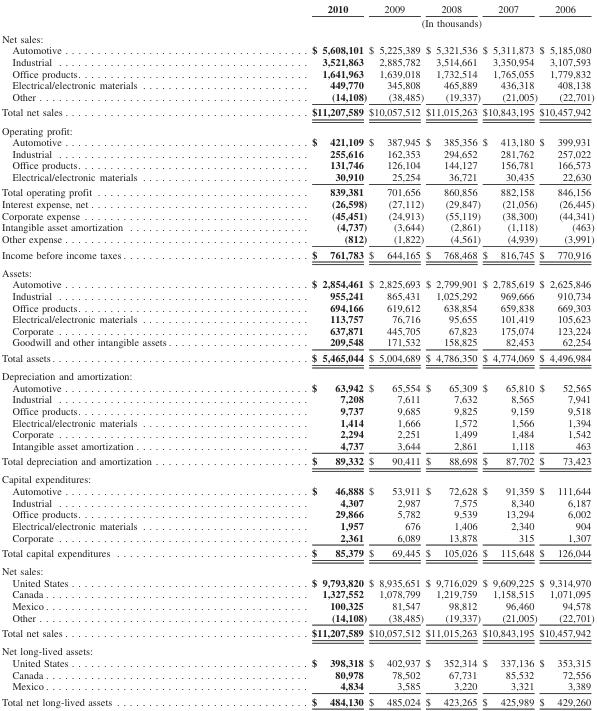 2010 2009 2008 2007 2006
(In thousands)
Net sales:
Automotive $ 5,608,101 $ 5,225,389 $ 5,321,536 $ 5,311,873 $ 5,185,080
Industrial 3,521,863 2,885,782 3,514,661 3,350,954 3,107,593
Office products 1,641,963 1,639,018 1,732,514 1,765,055 1,779,832
Electrical/electronic materials 449,770 345,808 465,889 436,318 408,138
Other (14,108) (38,485) (19,337) (21,005) (22,701)
Total net sales $11,207,589 $10,057,512 $11,015,263 $10,843,195 $10,457,942
Operating profit:
Automotive $ 421,109 $ 387,945 $ 385,356 $ 413,180 $ 399,931
Industrial 255,616 162,353 294,652 281,762 257,022
Office products 131,746 126,104 144,127 156,781 166,573
Electrical/electronic materials 30,910 25,254 36,721 30,435 22,630
Total operating profit 839,381 701,656 860,856 882,158 846,156
Interest expense, net (26,598) (27,112) (29,847) (21,056) (26,445)
Corporate expense (45,451) (24,913) (55,119) (38,300) (44,341)
Intangible asset amortization (4,737) (3,644) (2,861) (1,118) (463)
Other expense (812) (1,822) (4,561) (4,939) (3,991)
Income before income taxes $ 761,783 $ 644,165 $ 768,468 $ 816,745 $ 770,916
Assets:
Automotive $ 2,854,461 $ 2,825,693 $ 2,799,901 $ 2,785,619 $ 2,625,846
Industrial 955,241 865,431 1,025,292 969,666 910,734
Office products 694,166 619,612 638,854 659,838 669,303
Electrical/electronic materials 113,757 76,716 95,655 101,419 105,623
Corporate 637,871 445,705 67,823 175,074 123,224
Goodwill and other intangible assets 209,548 171,532 158,825 82,453 62,254
Total assets $ 5,465,044 $ 5,004,689 $ 4,786,350 $ 4,774,069 $ 4,496,984
Depreciation and amortization:
Automotive $ 63,942 $ 65,554 $ 65,309 $ 65,810 $ 52,565
Industrial 7,208 7,611 7,632 8,565 7,941
Office products 9,737 9,685 9,825 9,159 9,518
Electrical/electronic materials 1,414 1,666 1,572 1,566 1,394
Corporate 2,294 2,251 1,499 1,484 1,542
Intangible asset amortization 4,737 3,644 2,861 1,118 463
Total depreciation and amortization $ 89,332 $ 90,411 $ 88,698 $ 87,702 $ 73,423
Capital expenditures:
Automotive $ 46,888 $ 53,911 $ 72,628 $ 91,359 $ 111,644
Industrial 4,307 2,987 7,575 8,340 6,187
Office products 29,866 5,782 9,539 13,294 6,002
Electrical/electronic materials 1,957 676 1,406 2,340 904
Corporate 2,361 6,089 13,878 315 1,307
Total capital expenditures $ 85,379 $ 69,445 $ 105,026 $ 115,648 $ 126,044
Net sales:
United States $ 9,793,820 $ 8,935,651 $ 9,716,029 $ 9,609,225 $ 9,314,970
Canada 1,327,552 1,078,799 1,219,759 1,158,515 1,071,095
Mexico 100,325 81,547 98,812 96,460 94,578
Other (14,108) (38,485) (19,337) (21,005) (22,701)
Total net sales $11,207,589 $10,057,512 $11,015,263 $10,843,195 $10,457,942
Net long-lived assets:
United States $ 398,318 $ 402,937 $ 352,314 $ 337,136 $ 353,315
Canada 80,978 78,502 67,731 85,532 72,556
Mexico 4,834 3,585 3,220 3,321 3,389
Total net long-lived assets $ 484,130 $ 485,024 $ 423,265 $ 425,989 $ 429,260